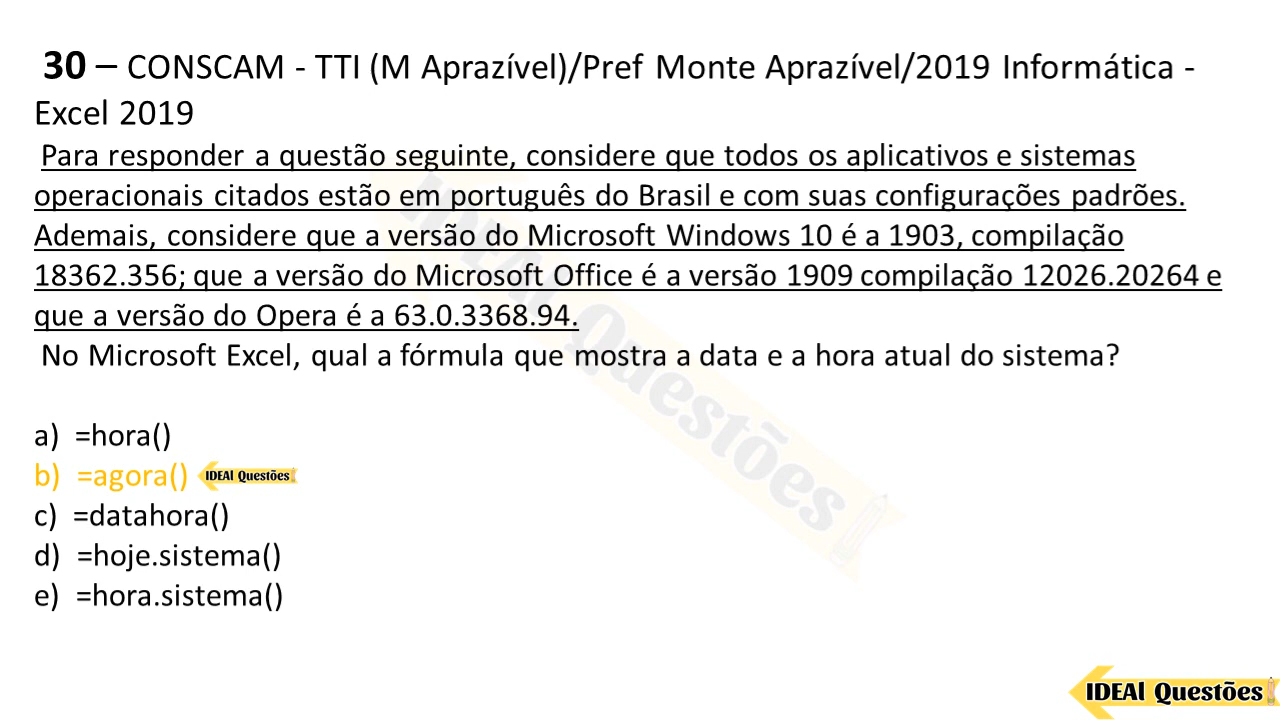 30 – CONSCAM - TTI (M Aprazível)/Pref Monte Aprazível/2019 Informática -
Excel 2019
Para responder a questão seguinte, considere que todos os aplicativos e sistemas
operacionais citados estão em português do Brasil e com suas configurações padrões.
Ademais, considere que a versão do Microsoft Windows 10 é a 1903, compilação
18362.356; que a versão do Microsoft Office é a versão 1909 compilação 12026.20264 e
que a versão do Opera é a 63.0.3368.94.
No Microsoft Excel, qual a fórmula que mostra a data e a hora atual do sistema?
a) =hora()
b) =agora() IDEAl Questões
c) =datahora()
d) =hoje.sistema()
e) =hora.sistema()
IDEAl Questões
IDEAl Questões